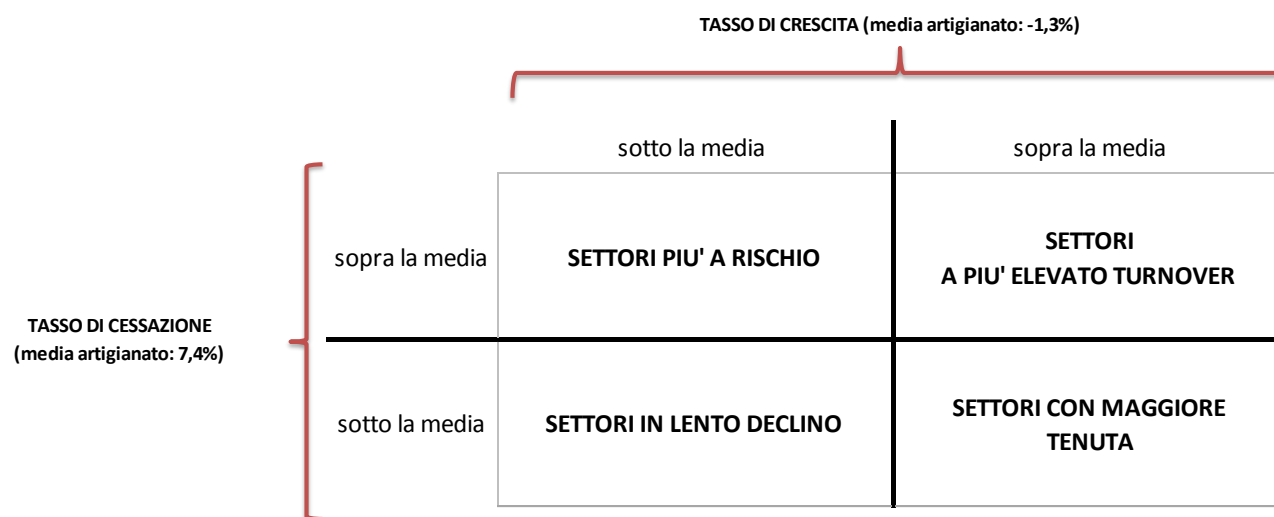 TASSO DI CRESCITA (media artigianato: -1,3%)
sotto la media
sopra la media
sopra la media
SETTORI PIU' A RISCHIO
SETTORI
A PIU' ELEVATO TURNOVER
TASSO DI CESSAZIONE
(media artigianato: 7,4%)
sotto la media
SETTORI IN LENTO DECLINO
SETTORI CON MAGGIORE
TENUTA